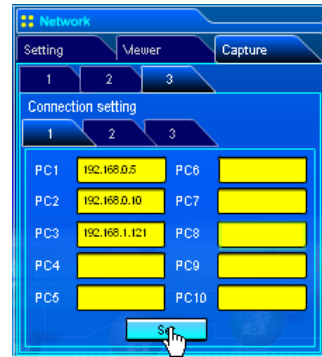 Network
Setting Viewer Capture
1 2 3
Connection setting
1 2 3
PC1 192.168.0.5 PC6
PC2 192.168.0.10 PC7
PC3 192.168.1.121 PC8
PC4 PC9
PC5 PC10
Set